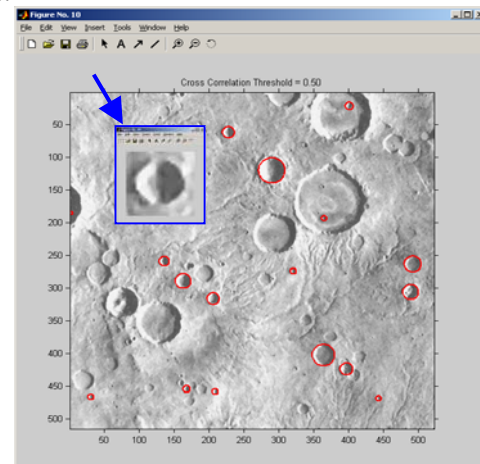 Figure No. 10
File Edit View Insert Tools Window Help
Cross Correlation Threshold = 0.50
50
100
150
200
250
300
350
400
450
500
50 100 150 200 250 300 350 400 450 500